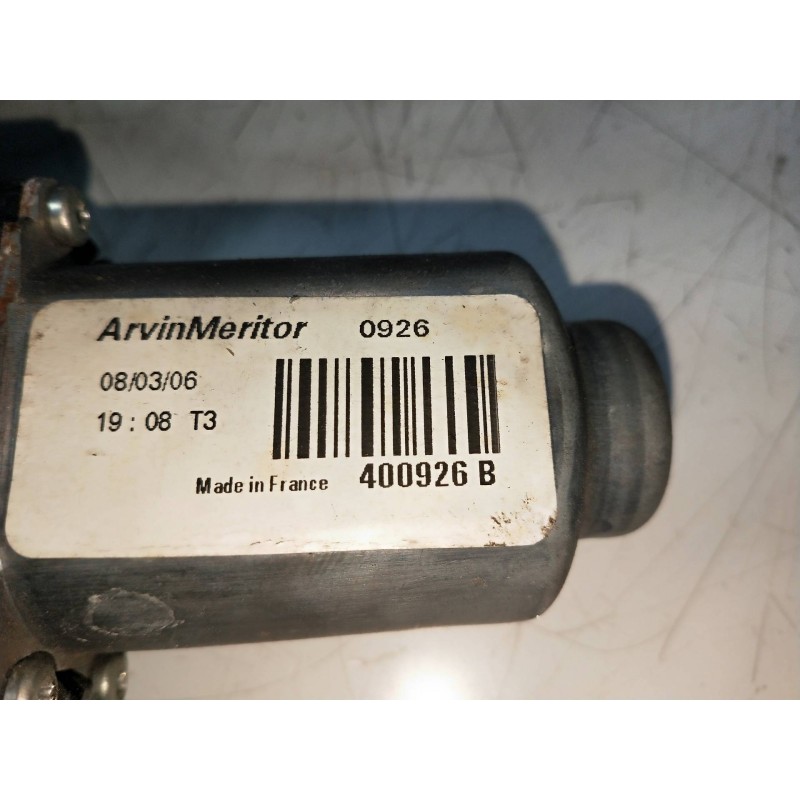 ArvinMeritor 0926
08/03/06
19:08 T3
Made in France 400926 B